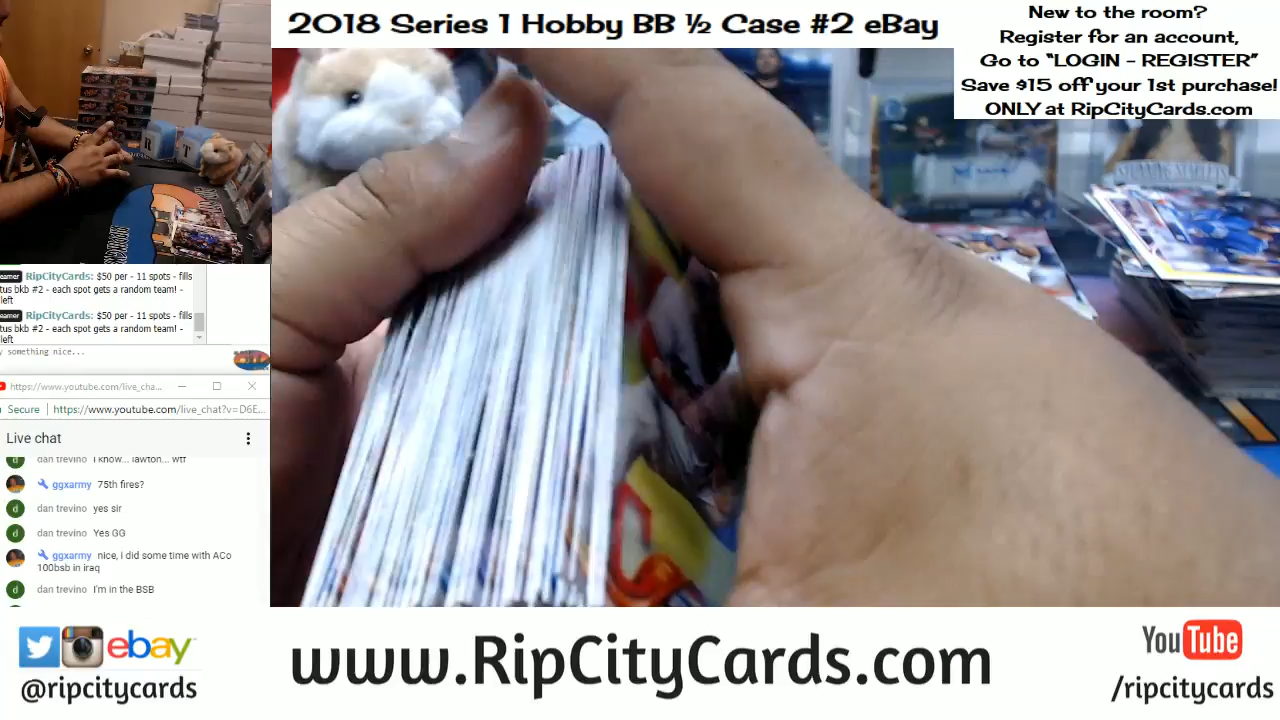 2018 Series 1 Hobby BB ½ Case #2 eBay
New to the room?
Register for an account,
Go to "LOGIN - REGISTER"
Save $15 off your 1st purchase!
ONLY at RipCityCards.com
R T
eamer RipCityCards: $50 per - 11 spots - fills
tus bkb #2 - each spot gets a random team! -
left
eamer RipCityCards: $50 per - 11 spots - fills
tus bkb #2 - each spot gets a random team! -
left
y something nice...
https://www.youtube.com/live_cha...
Secure https://www.youtube.com/live_chat?v=D6E...
Live chat
dan trevino I know... lawton... wtf
ggxarmy 75th fires?
dan trevino yes sir
dan trevino Yes GG
ggxarmy nice, I did some time with ACo
100bsb in iraq
dan trevino I'm in the BSB
ebay
@ripcitycards
www.RipCityCards.com
YouTube
/ripcitycards